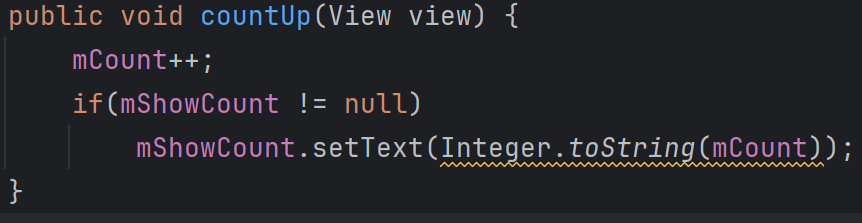 public void countUp(View view) {
    mCount++;
    if(mShowCount != null)
        mShowCount.setText(Integer.toString(mCount));
}